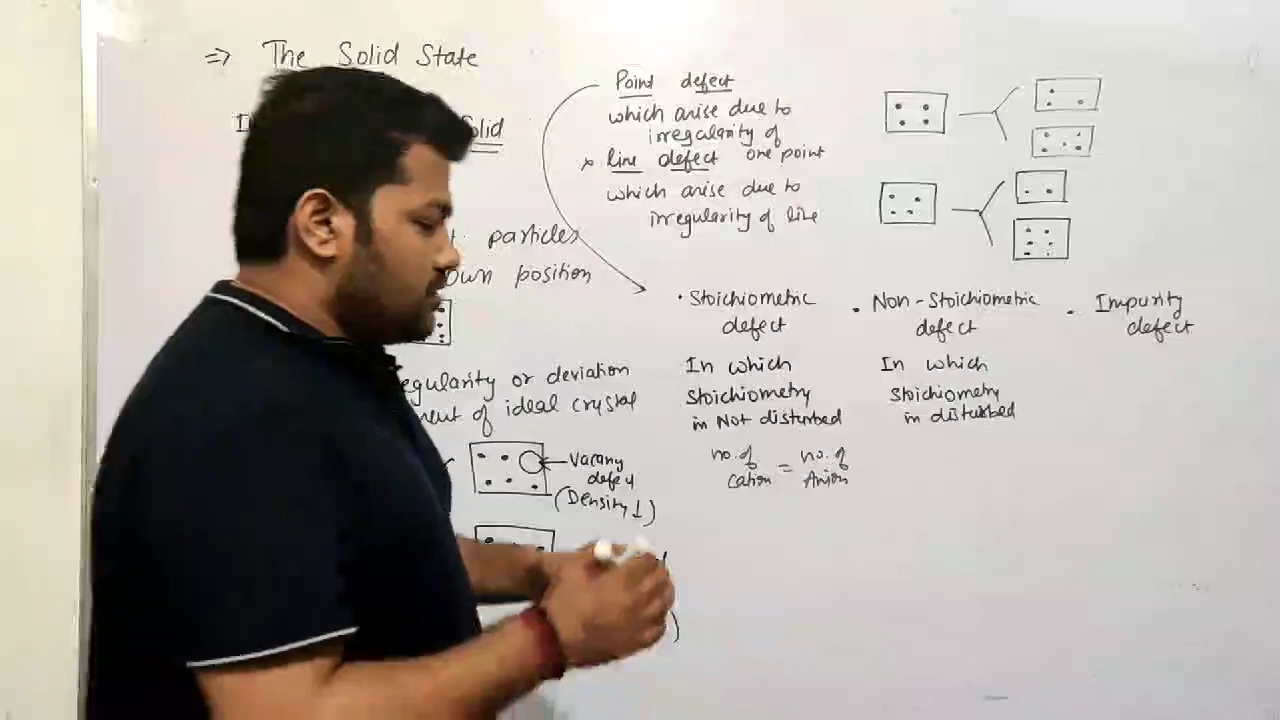 => The Solid State
Solid
particles
own position
egularity or deviation
ment of ideal crystal
Vacany
defect
(Density ↓)
Point defect
which arise due to
irregularity of
one point
x line defect
which arise due to
irregularity of line
• Stoichiometric
defect
In which
Stoichiometry
in Not disturbed
no. of Cation = no. of Anion
• Non-Stoichiometric
defect
In which
Stoichiometry
in disturbed
• Impurity
defect